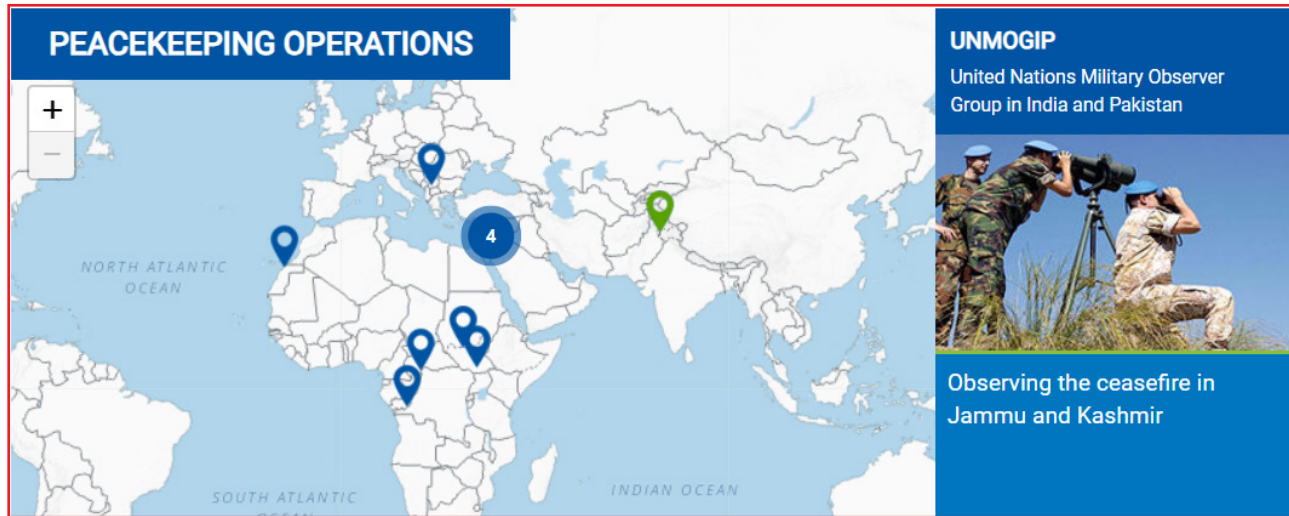 PEACEKEEPING OPERATIONS
+
−
4
NORTH ATLANTIC
OCEAN
SOUTH ATLANTIC
OCEAN
INDIAN OCEAN
UNMOGIP
United Nations Military Observer
Group in India and Pakistan
Observing the ceasefire in
Jammu and Kashmir